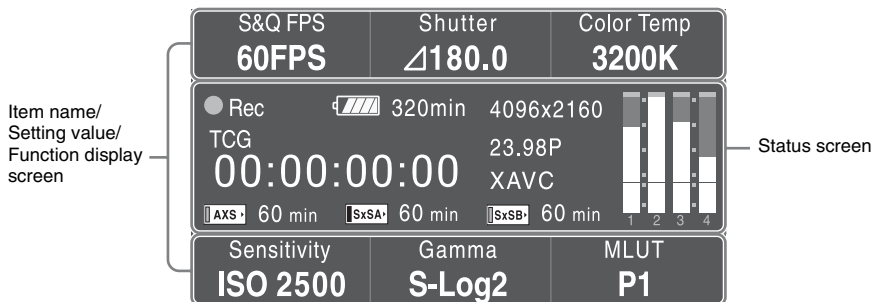 S&Q FPS Shutter Color Temp
60FPS ⊿180.0 3200K
Item name/
Setting value/
Function display
screen
Rec 320min 4096x2160
TCG 23.98P
00:00:00:00 XAVC
AXS 60 min SxSA 60 min SxSB 60 min 1 2 3 4
Status screen
Sensitivity Gamma MLUT
ISO 2500 S-Log2 P1